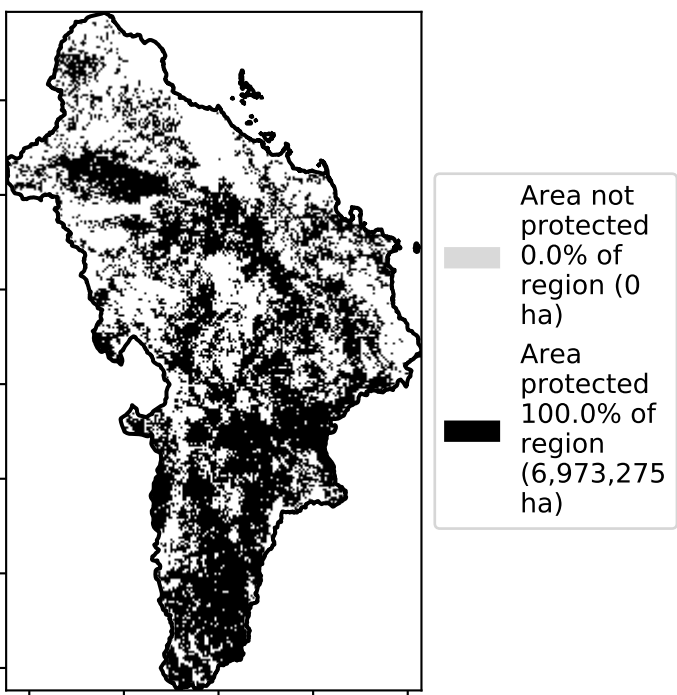 Area not
protected
0.0% of
region (0
ha)
Area
protected
100.0% of
region
(6,973,275
ha)